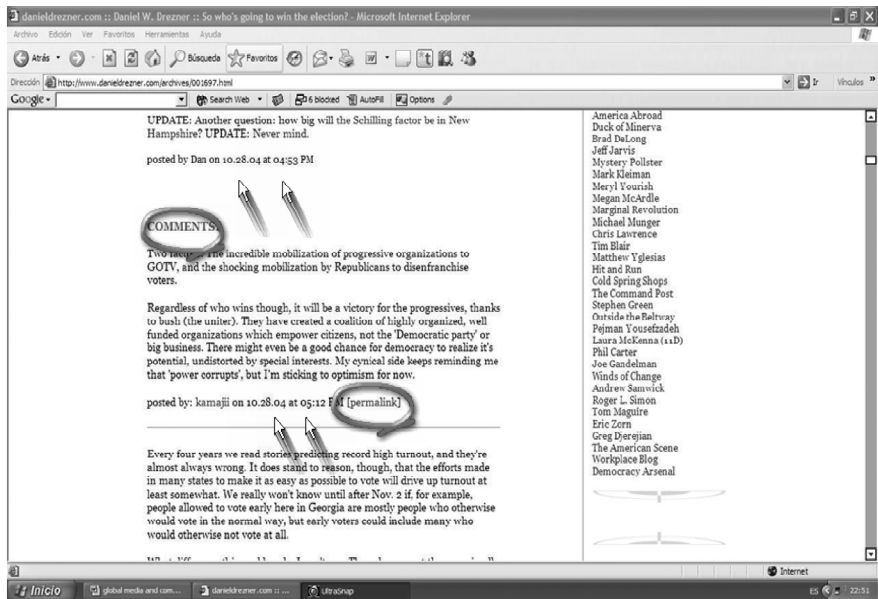 danieldrezner.com :: Daniel W. Drezner :: So who's going to win the election? - Microsoft Internet Explorer
Archivo Edición Ver Favoritos Herramientas Ayuda
Atrás Búsqueda Favoritos
Dirección http://www.danieldrezner.com/archives/001697.html Ir Vínculos »
Google Search Web 6 blocked AutoFill Options
UPDATE: Another question: how big will the Schilling factor be in New
Hampshire? UPDATE: Never mind.
posted by Dan on 10.28.04 at 04:53 PM
COMMENTS:
Two The incredible mobilization of progressive organizations to
GOTV, and the shocking mobilization by Republicans to disenfranchise
voters.
Regardless of who wins though, it will be a victory for the progressives, thanks
to bush (the uniter). They have created a coalition of highly organized, well
funded organizations which empower citizens, not the 'Democratic party' or
big business. There might even be a good chance for democracy to realize it's
potential, undistorted by special interests. My cynical side keeps reminding me
that 'power corrupts', but I'm sticking to optimism for now.
posted by: kamajii on 10.28.04 at 05:12 PM [permalink]
Every four years we read stories predicting record high turnout, and they're
almost always wrong. It does stand to reason, though, that the efforts made
in many states to make it as easy as possible to vote will drive up turnout at
least somewhat. We really won't know until after Nov. 2 if, for example,
people allowed to vote early here in Georgia are mostly people who otherwise
would vote in the normal way, but early voters could include many who
would otherwise not vote at all.
America Abroad
Duck of Minerva
Brad DeLong
Jeff Jarvis
Mystery Pollster
Mark Kleiman
Meryl Yourish
Megan McArdle
Marginal Revolution
Michael Munger
Chris Lawrence
Tim Blair
Matthew Yglesias
Hit and Run
Cold Spring Shops
The Command Post
Stephen Green
Outside the Beltway
Pejman Yousefzadeh
Laura McKenna (11D)
Phil Carter
Joe Gandelman
Winds of Change
Andrew Samwick
Roger L. Simon
Tom Maguire
Eric Zorn
Greg Djerejian
The American Scene
Workplace Blog
Democracy Arsenal
Internet
Inicio global media and com... danieldrezner.com :: ... UltraSnap ES 22:51